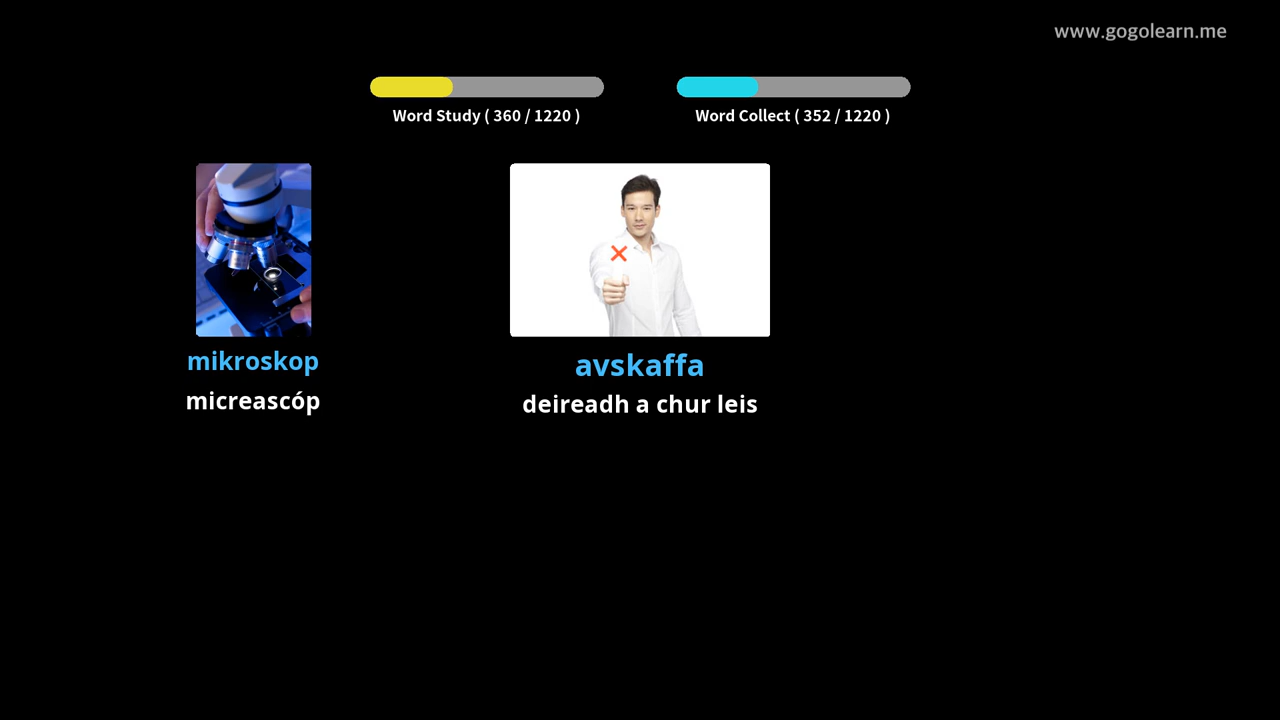 www.gogolearn.me
Word Study ( 360 / 1220 )
Word Collect ( 352 / 1220 )
mikroskop
micreascóp
avskaffa
deireadh a chur leis